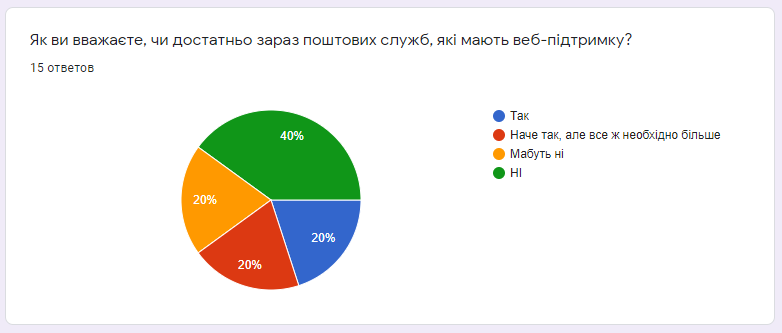 Як ви вважаєте, чи достатньо зараз поштових служб, які мають веб-підтримку?
15 ответов
Так
Наче так, але все ж необхідно більше
Мабуть ні
НІ
40%
20%
20%
20%